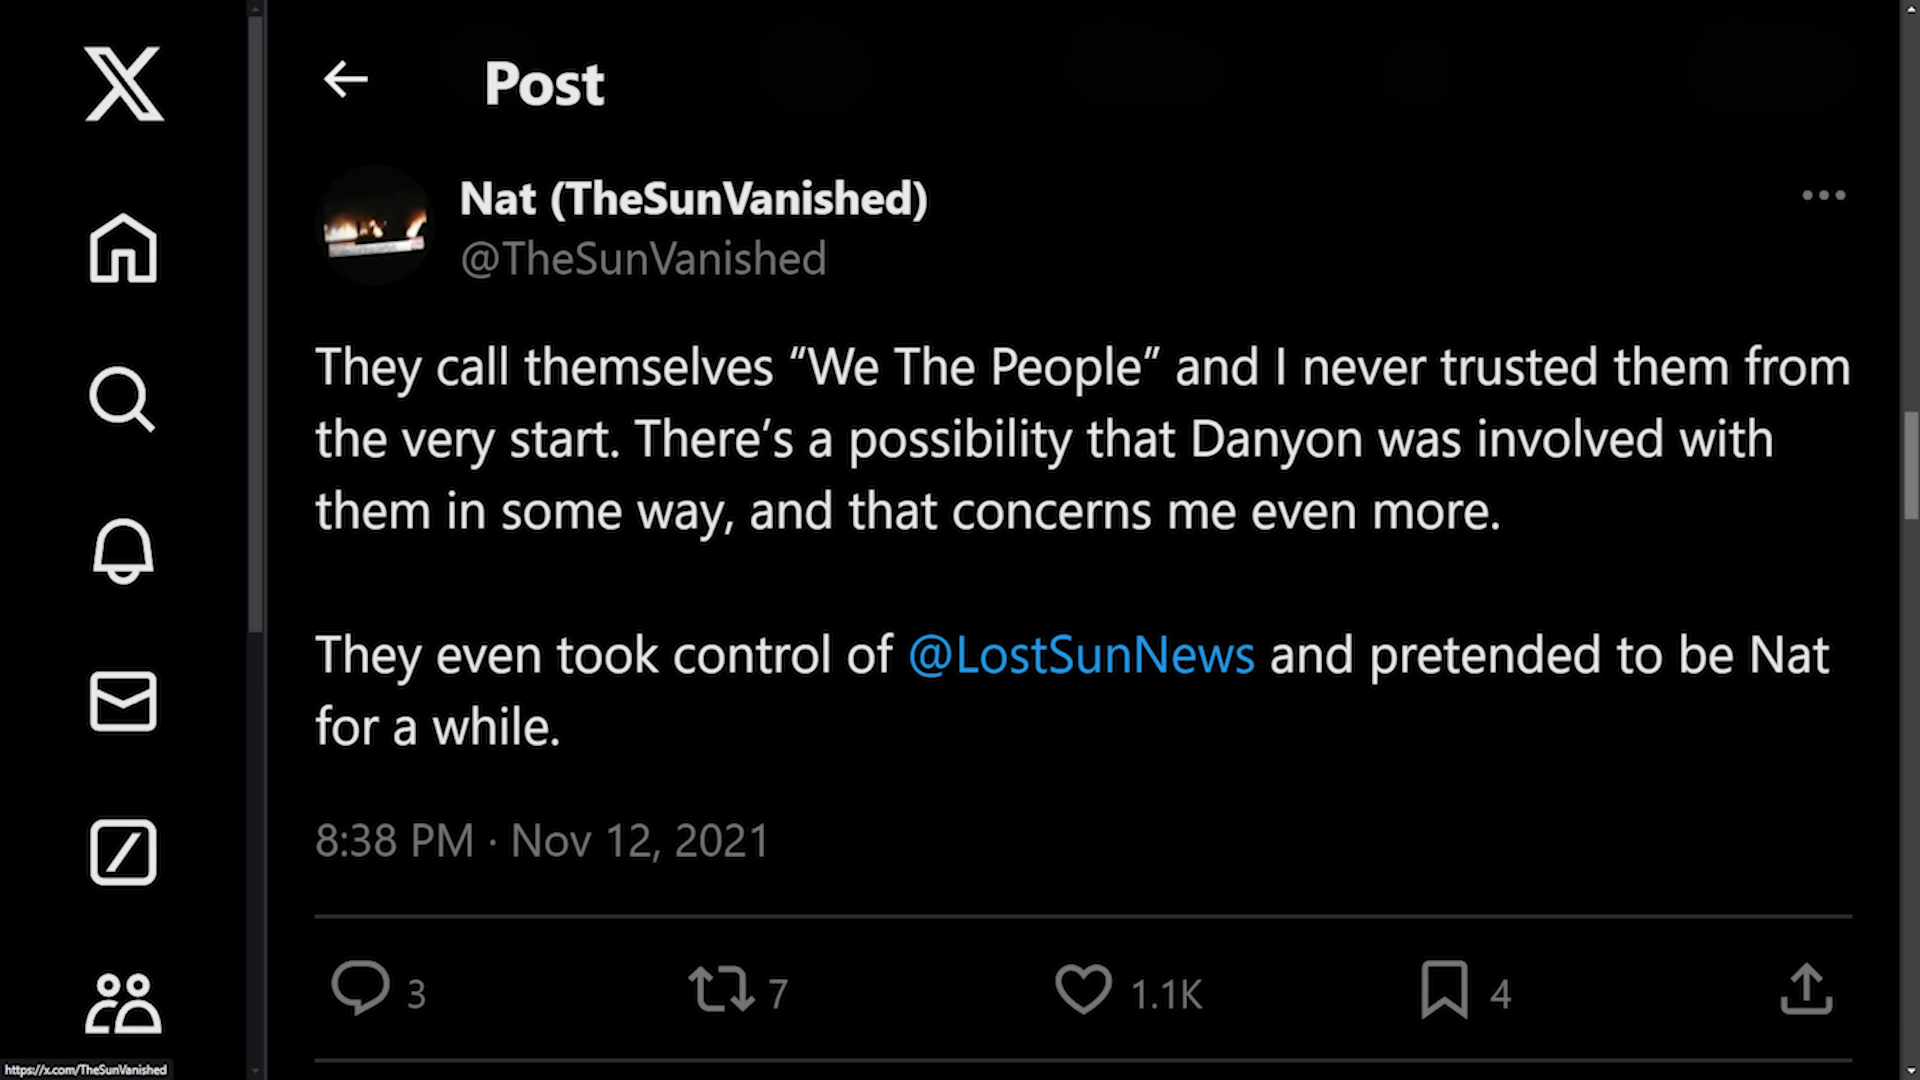 Post
Nat (TheSunVanished)
@TheSunVanished
They call themselves “We The People” and I never trusted them from
the very start. There’s a possibility that Danyon was involved with
them in some way, and that concerns me even more.
They even took control of @LostSunNews and pretended to be Nat
for a while.
8:38 PM · Nov 12, 2021
3 7 1.1K 4
https://x.com/TheSunVanished